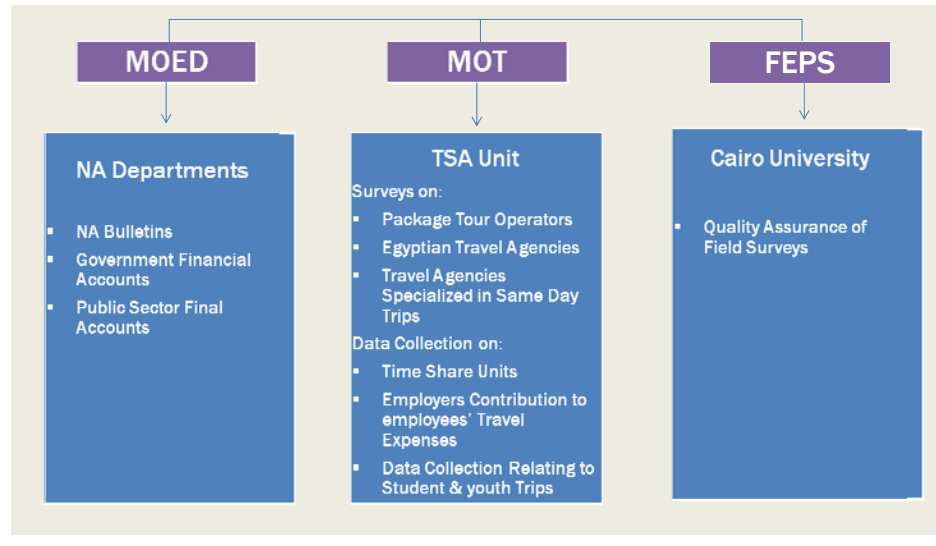 MOED
NA Departments
▪ NA Bulletins
▪ Government Financial
Accounts
▪ Public Sector Final
Accounts
MOT
TSA Unit
Surveys on:
▪ Package Tour Operators
▪ Egyptian Travel Agencies
▪ Travel Agencies
Specialized in Same Day
Trips
Data Collection on:
▪ Time Share Units
▪ Employers Contribution to
employees’ Travel
Expenses
▪ Data Collection Relating to
Student & youth Trips
FEPS
Cairo University
▪ Quality Assurance of
Field Surveys